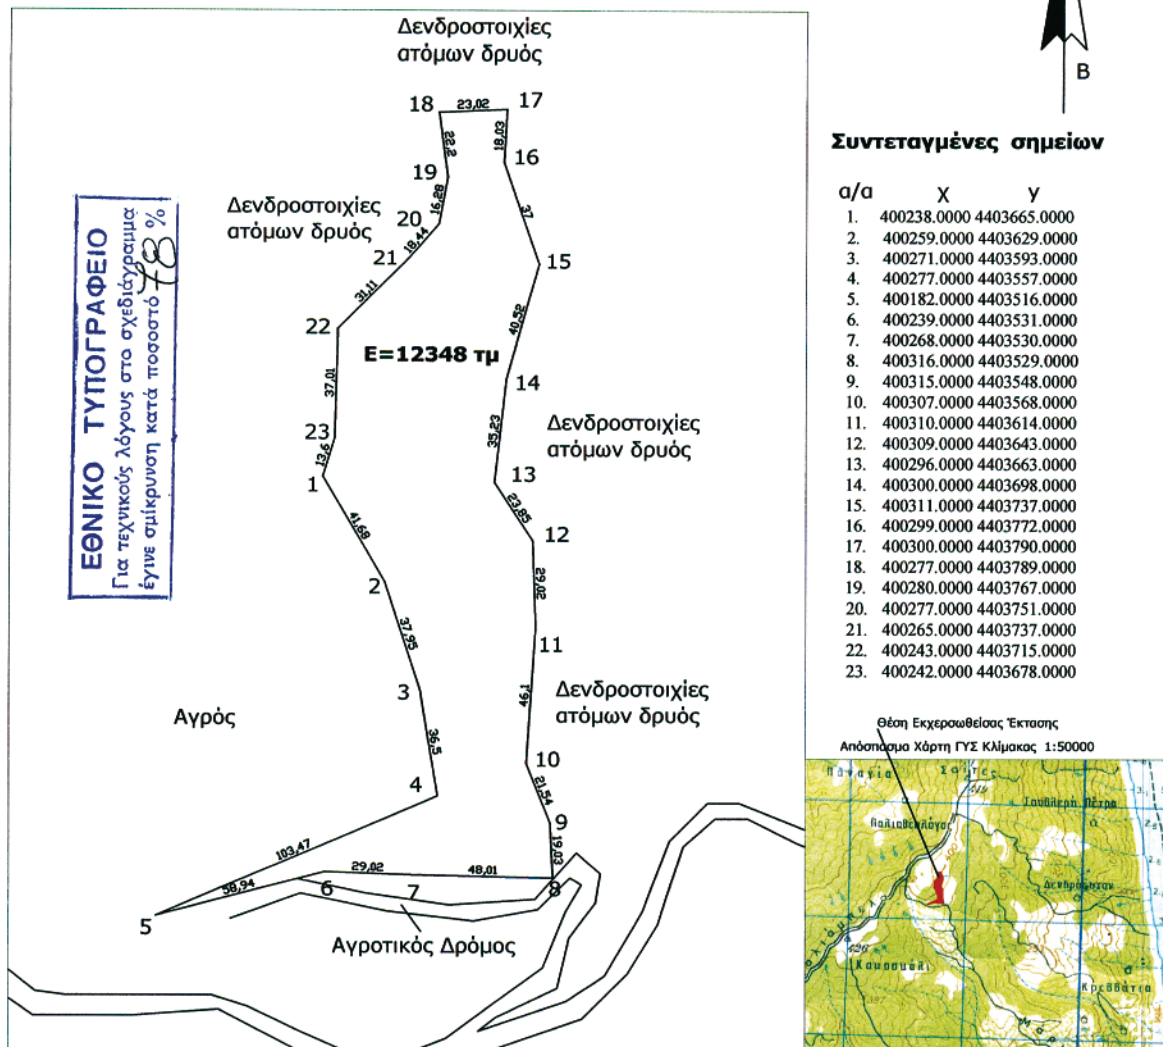 Δενδροστοιχίες
ατόμων δρυός
18
23,02
17
22,2
18,03
16
19
16,28
Δενδροστοιχίες
ατόμων δρυός
20
18,44
37
21
15
31,11
22
40,52
Ε=12348 τμ
14
37,01
35,23
Δενδροστοιχίες
ατόμων δρυός
23
13,6
13
1
23,85
41,68
12
2
29,02
37,95
11
3
46,1
Δενδροστοιχίες
ατόμων δρυός
Αγρός
36,5
10
4
21,54
9
19,03
103,47
29,02
48,01
58,94
6
7
8
5
Αγροτικός Δρόμος
ΕΘΝΙΚΟ ΤΥΠΟΓΡΑΦΕΙΟ
Για τεχνικούς λόγους στο σχεδιάγραμμα
έγινε σμίκρυνση κατά ποσοστό 78 %
Β
Συντεταγμένες σημείων
α/α χ y
1. 400238.0000 4403665.0000
2. 400259.0000 4403629.0000
3. 400271.0000 4403593.0000
4. 400277.0000 4403557.0000
5. 400182.0000 4403516.0000
6. 400239.0000 4403531.0000
7. 400268.0000 4403530.0000
8. 400316.0000 4403529.0000
9. 400315.0000 4403548.0000
10. 400307.0000 4403568.0000
11. 400310.0000 4403614.0000
12. 400309.0000 4403643.0000
13. 400296.0000 4403663.0000
14. 400300.0000 4403698.0000
15. 400311.0000 4403737.0000
16. 400299.0000 4403772.0000
17. 400300.0000 4403790.0000
18. 400277.0000 4403789.0000
19. 400280.0000 4403767.0000
20. 400277.0000 4403751.0000
21. 400265.0000 4403737.0000
22. 400243.0000 4403715.0000
23. 400242.0000 4403678.0000
Θέση Εκχερσωθείσας Έκτασης
Απόσπασμα Χάρτη ΓΥΣ Κλίμακας 1:50000
Παναγία
Σαΐτες
Παλιαθεολόγος
426
Κρεββάτια
387